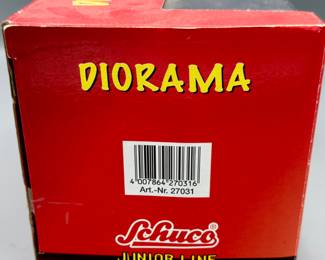 DIORAMA
4 007864 270316
Art.-Nr. 27031
Schuco
JUNIOR LINE